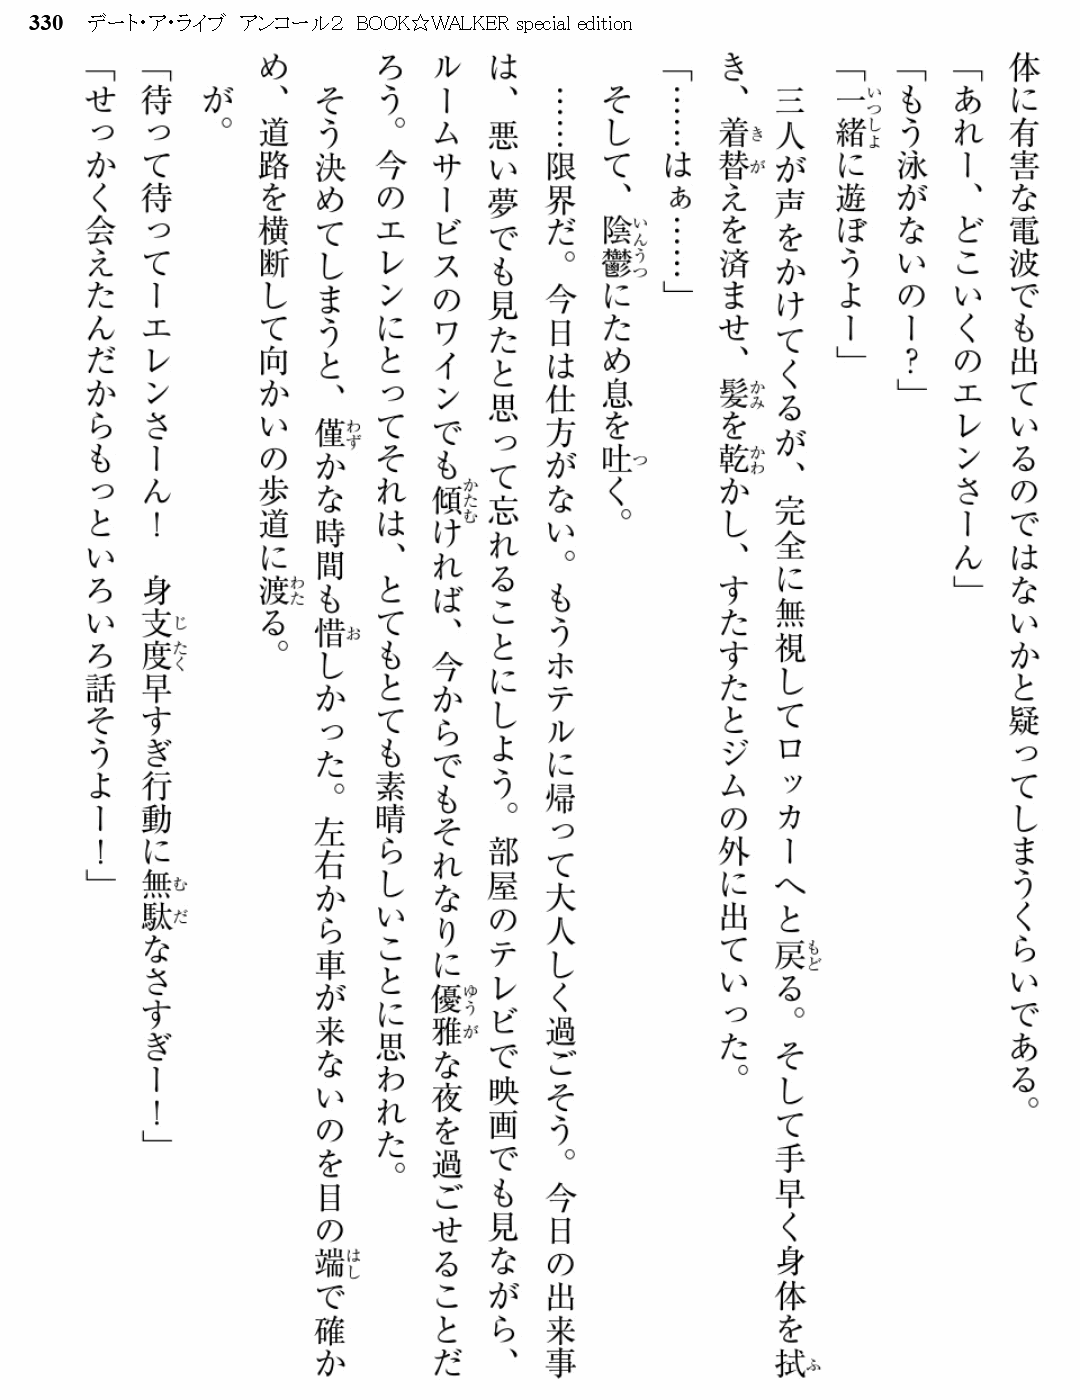 330　デート・ア・ライブ　アンコール2　BOOK☆WALKER special edition
体に有害な電波でも出ているのではないかと疑ってしまうくらいである。
「あれー、どこいくのエレンさーん」
「もう泳がないのー？」
「一緒に遊ぼうよー」
三人が声をかけてくるが、完全に無視してロッカーへと戻る。そして手早く身体を拭
き、着替えを済ませ、髪を乾かし、すたすたとジムの外に出ていった。
「……はぁ……」
そして、陰鬱にため息を吐く。
……限界だ。今日は仕方がない。もうホテルに帰って大人しく過ごそう。今日の出来事
は、悪い夢でも見たと思って忘れることにしよう。部屋のテレビで映画でも見ながら、
ルームサービスのワインでも傾ければ、今からでもそれなりに優雅な夜を過ごせることだ
ろう。今のエレンにとってそれは、とてもとても素晴らしいことに思われた。
そう決めてしまうと、僅かな時間も惜しかった。左右から車が来ないのを目の端で確か
め、道路を横断して向かいの歩道に渡る。
が。
「待って待ってーエレンさーん！　身支度早すぎ行動に無駄なさすぎー！」
「せっかく会えたんだからもっといろいろ話そうよー！」